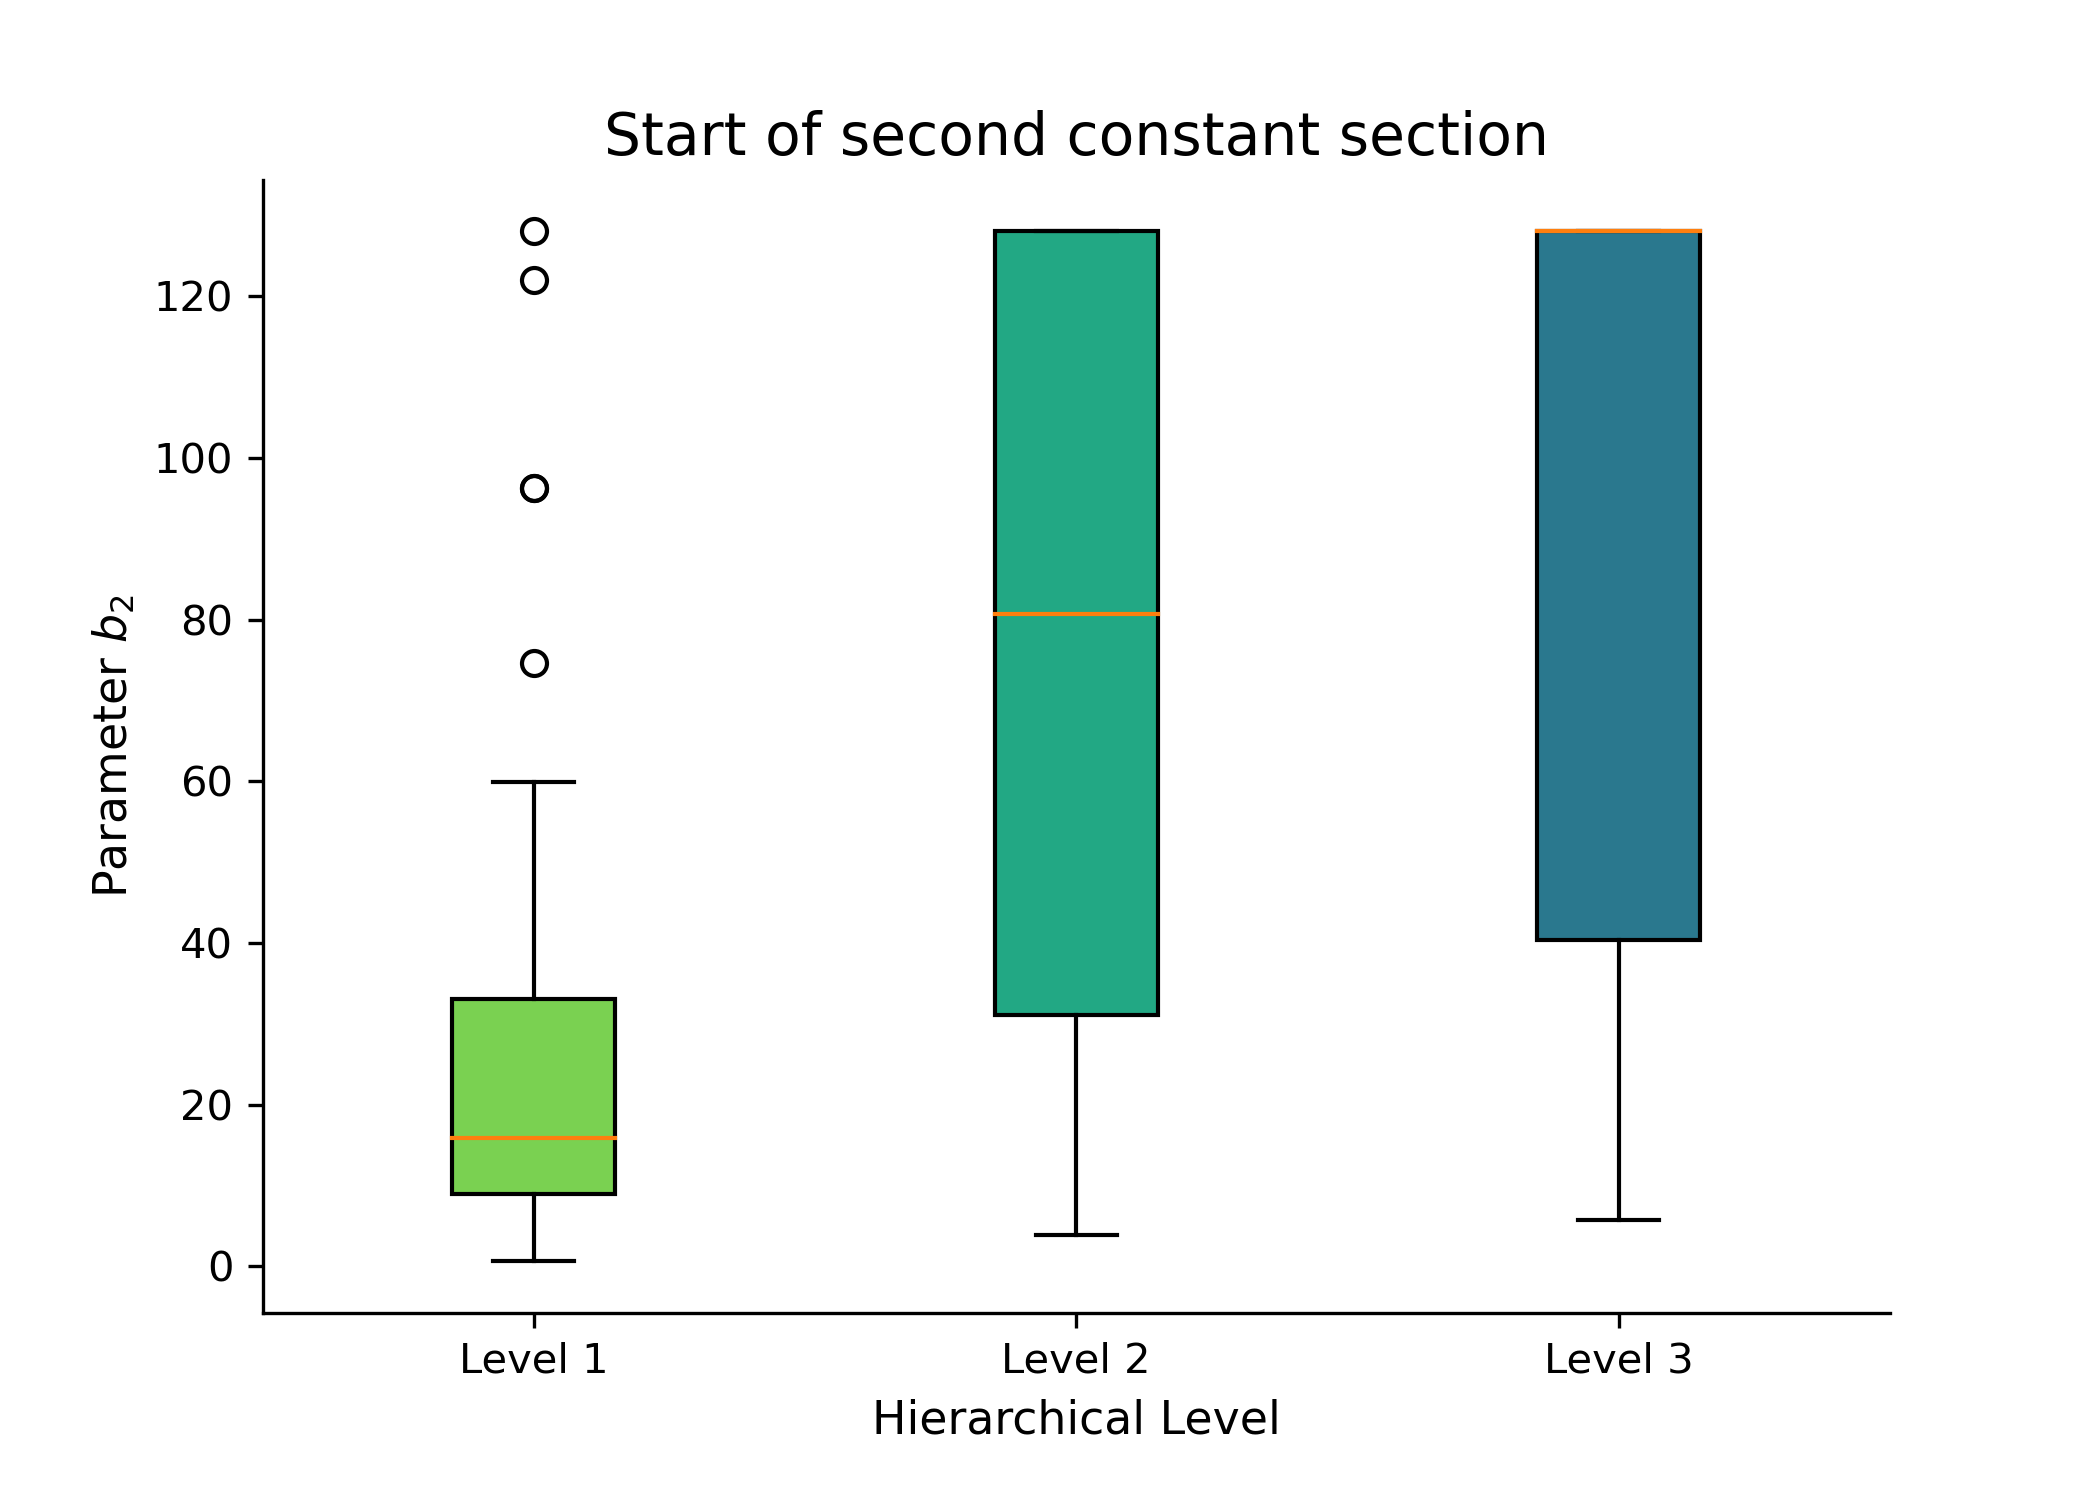 Start of second constant section
Parameter b₂
120
100
80
60
40
20
0
Level 1
Level 2
Level 3
Hierarchical Level